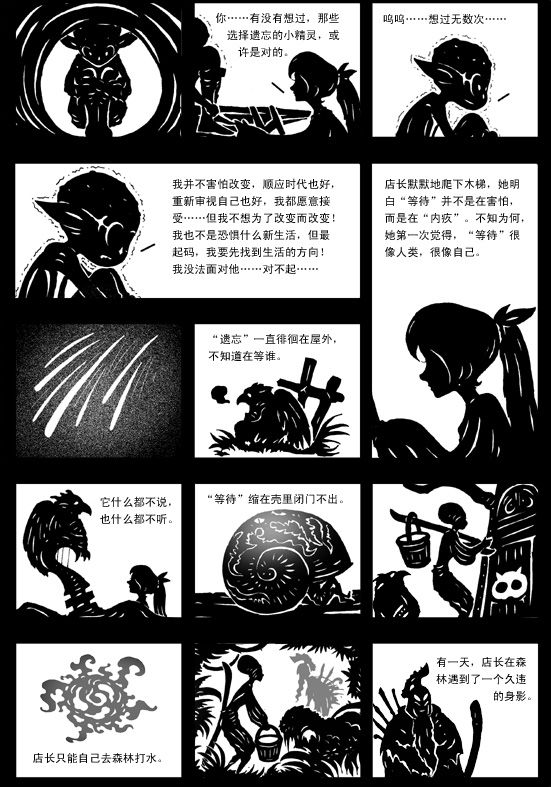 你……有没有想过，那些
选择遗忘的小精灵，或
许是对的。
呜呜……想过无数次……
我并不害怕改变，顺应时代也好，
重新审视自己也好，我都愿意接
受……但我不想为了改变而改变！
我也不是恐惧什么新生活，但最
起码，我要先找到生活的方向！
我没法面对他……对不起……
店长默默地爬下木梯，她明
白“等待”并不是在害怕，
而是在“内疚”。不知为何，
她第一次觉得，“等待”很
像人类，很像自己。
“遗忘”一直徘徊在屋外，
不知道在等谁。
它什么都不说，
也什么都不听。
“等待”缩在壳里闭门不出。
店长只能自己去森林打水。
有一天，店长在森
林遇到了一个久违
的身影。